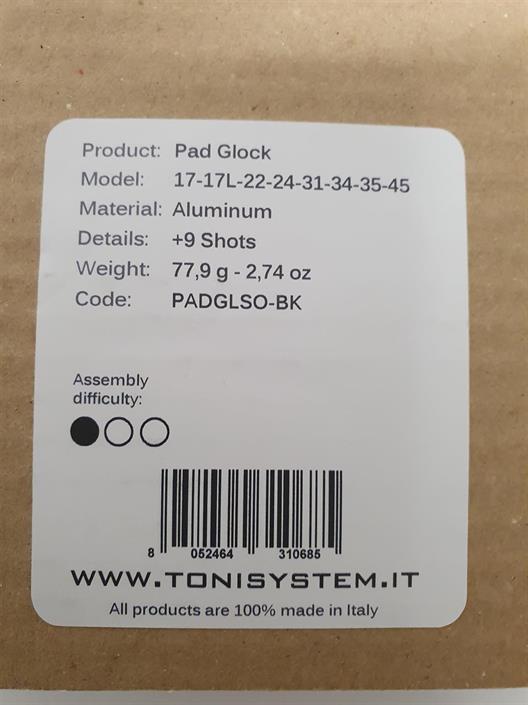 Product: Pad Glock
Model: 17-17L-22-24-31-34-35-45
Material: Aluminum
Details: +9 Shots
Weight: 77,9 g - 2,74 oz
Code: PADGLSO-BK
Assembly
difficulty:
8 052464 310685
WWW.TONISYSTEM.IT
All products are 100% made in Italy